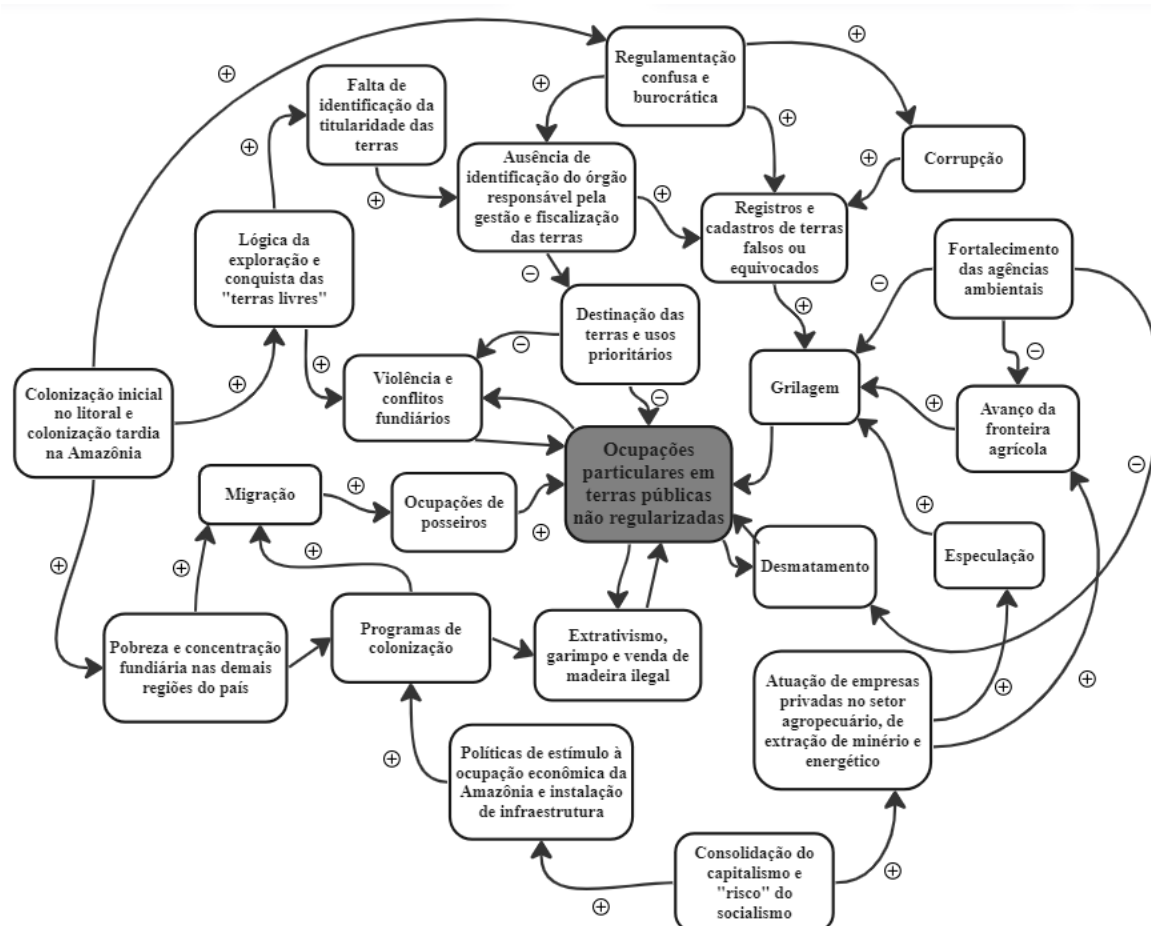 Regulamentação
confusa e
burocrática
Falta de
identificação da
titularidade das
terras
Corrupção
Ausência de
identificação do órgão
responsável pela
gestão e fiscalização
das terras
Registros e
cadastros de terras
falsos ou
equivocados
Lógica da
exploração e
conquista das
"terras livres"
Fortalecimento
das agências
ambientais
Destinação das
terras e usos
prioritários
Violência e
conflitos
fundiários
Grilagem
Colonização inicial
no litoral e
colonização tardia
na Amazônia
Avanço da
fronteira
agrícola
Ocupações
particulares em
terras públicas
não regularizadas
Migração
Ocupações de
posseiros
Desmatamento
Especulação
Pobreza e concentração
fundiária nas demais
regiões do país
Programas de
colonização
Extrativismo,
garimpo e venda de
madeira ilegal
Atuação de empresas
privadas no setor
agropecuário, de
extração de minério e
energético
Políticas de estímulo à
ocupação econômica da
Amazônia e instalação
de infraestrutura
Consolidação do
capitalismo e
"risco" do
socialismo